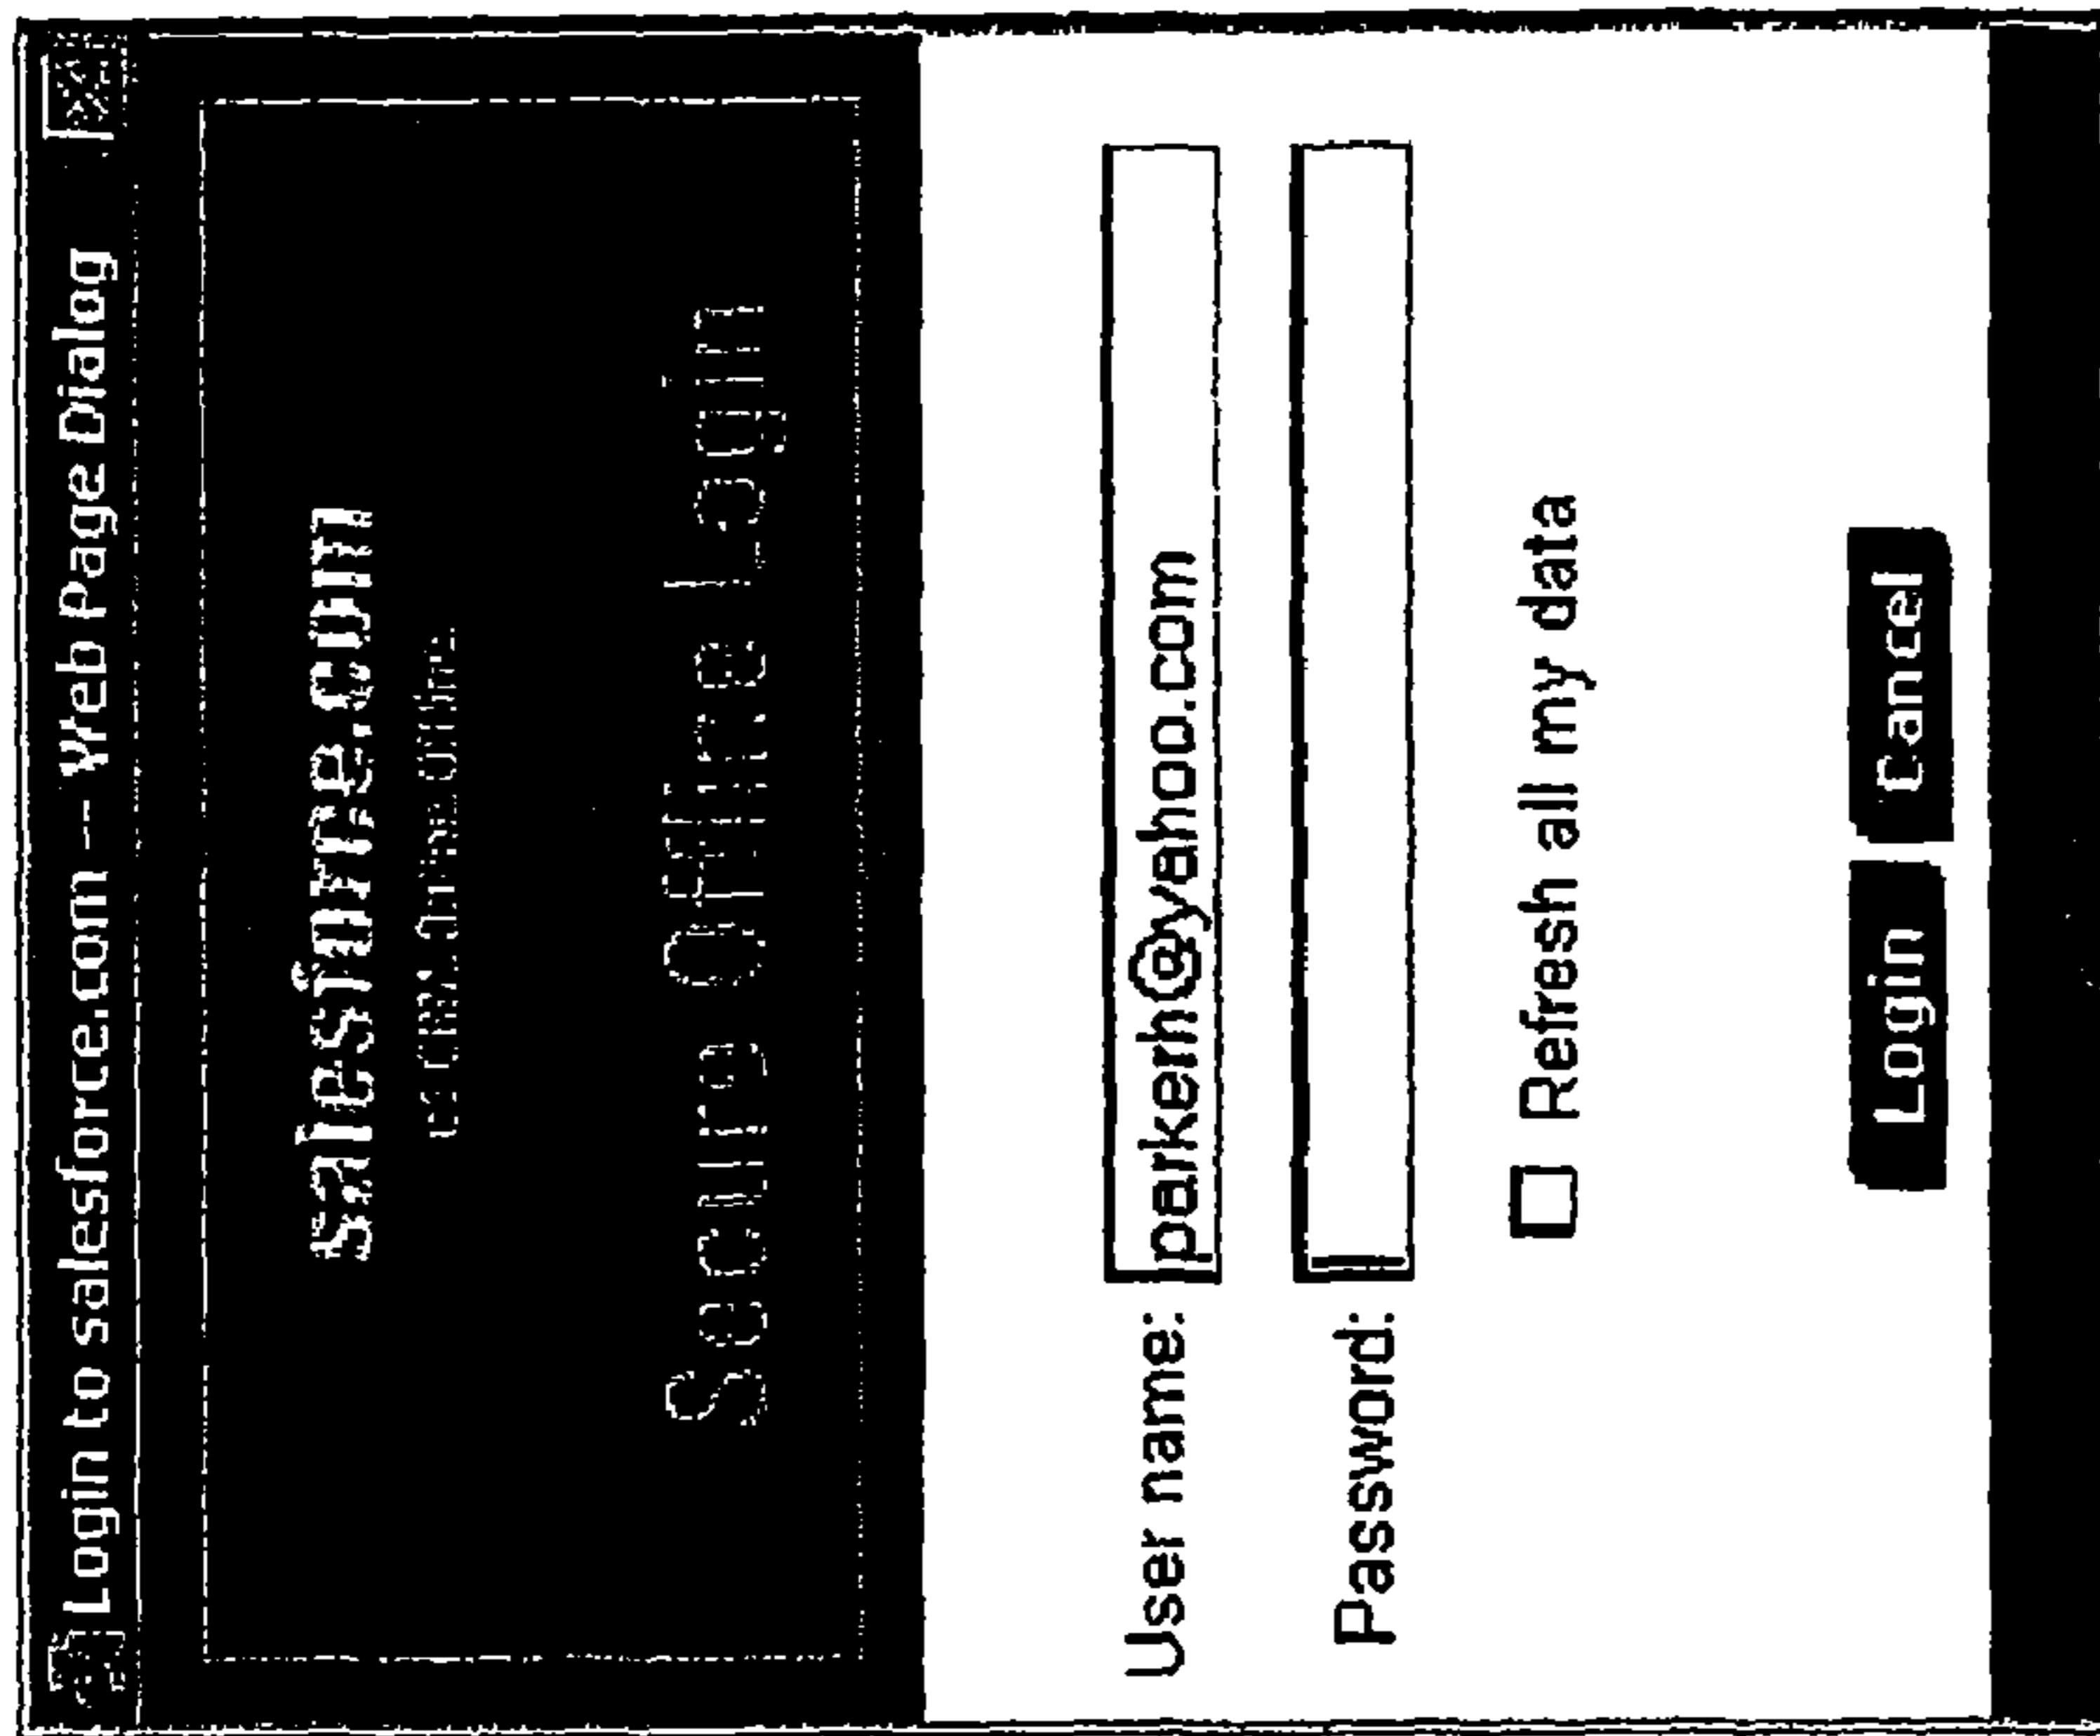 Login to salesforce.com -- Web Page Dialog
salesforce.com
Secure Offline Login
User name: parkerh@yahoo.com
Password:
Refresh all my data
Login Cancel